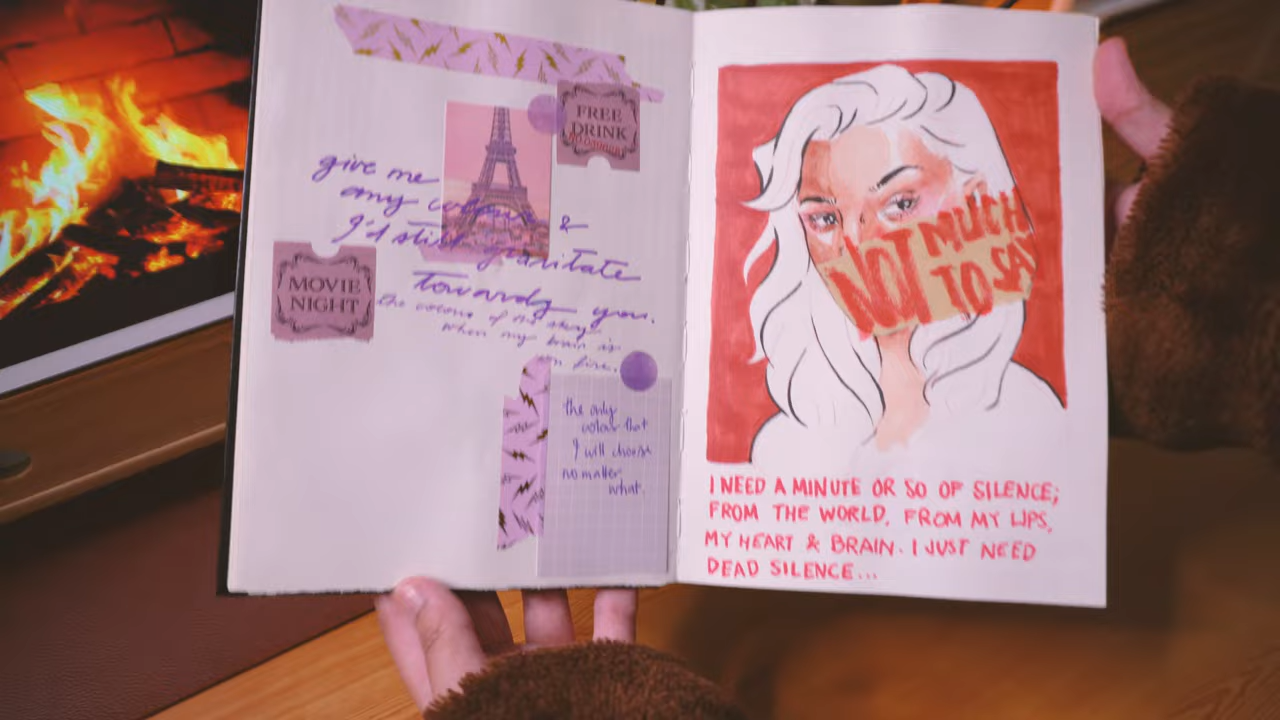 FREE
DRINK
give me
any colour &
I'd still gravitate
towards you.
MOVIE
NIGHT
the colour of the
when my brain is
on fire.
the only
colour that
I will choose
no matter
what.
NOT MUCH
TO SAY
I NEED A MINUTE OR SO OF SILENCE;
FROM THE WORLD, FROM MY LIPS,
MY HEART & BRAIN. I JUST NEED
DEAD SILENCE...